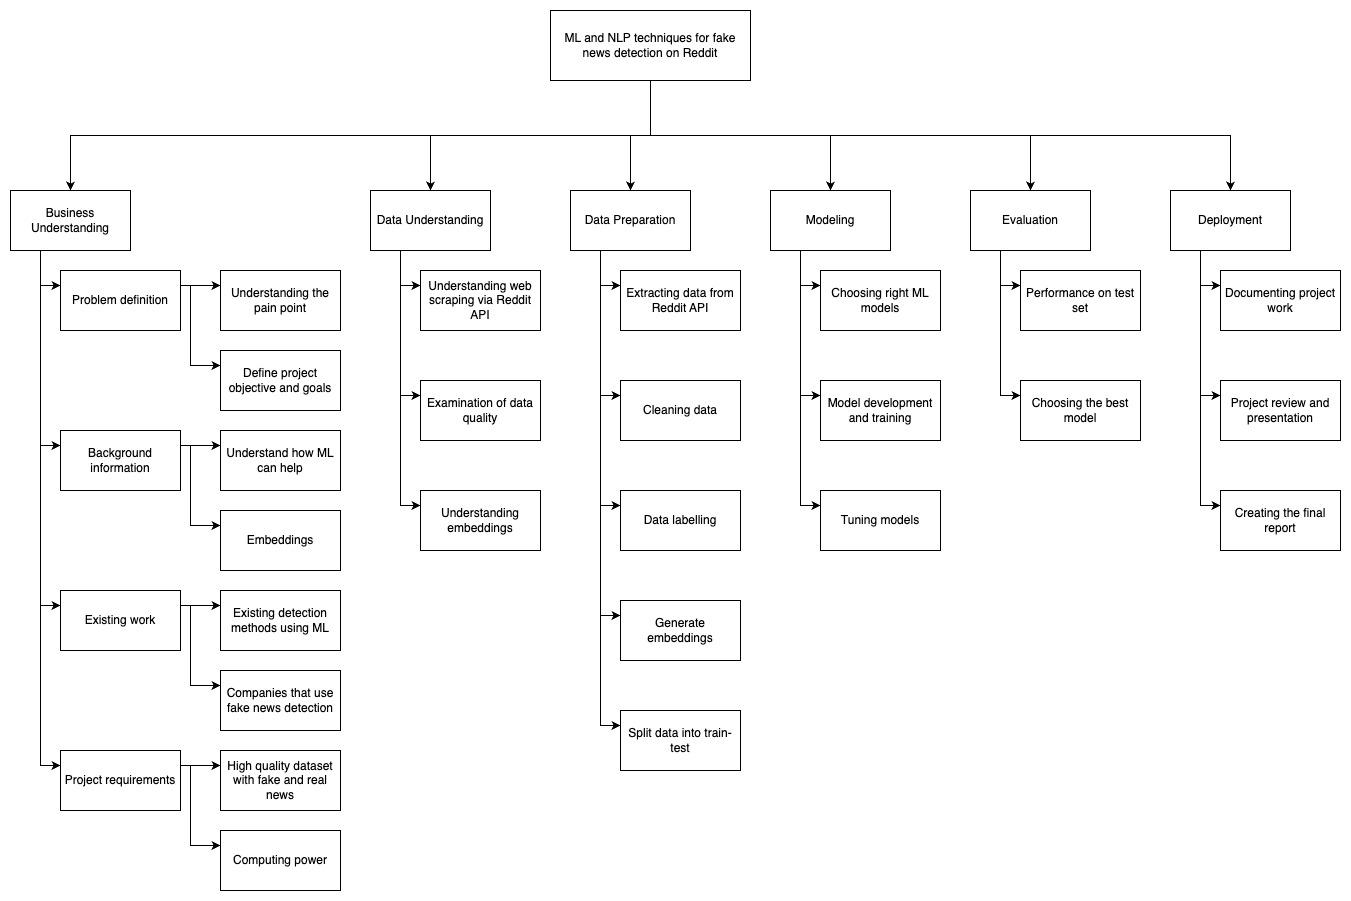 ML and NLP techniques for fake
news detection on Reddit
Business
Understanding
Data Understanding
Data Preparation
Modeling
Evaluation
Deployment
Problem definition
Understanding the
pain point
Define project
objective and goals
Background
information
Understand how ML
can help
Embeddings
Existing work
Existing detection
methods using ML
Companies that use
fake news detection
Project requirements
High quality dataset
with fake and real
news
Computing power
Understanding web
scraping via Reddit
API
Examination of data
quality
Understanding
embeddings
Extracting data from
Reddit API
Cleaning data
Data labelling
Generate
embeddings
Split data into train-
test
Choosing right ML
models
Model development
and training
Tuning models
Performance on test
set
Choosing the best
model
Documenting project
work
Project review and
presentation
Creating the final
report